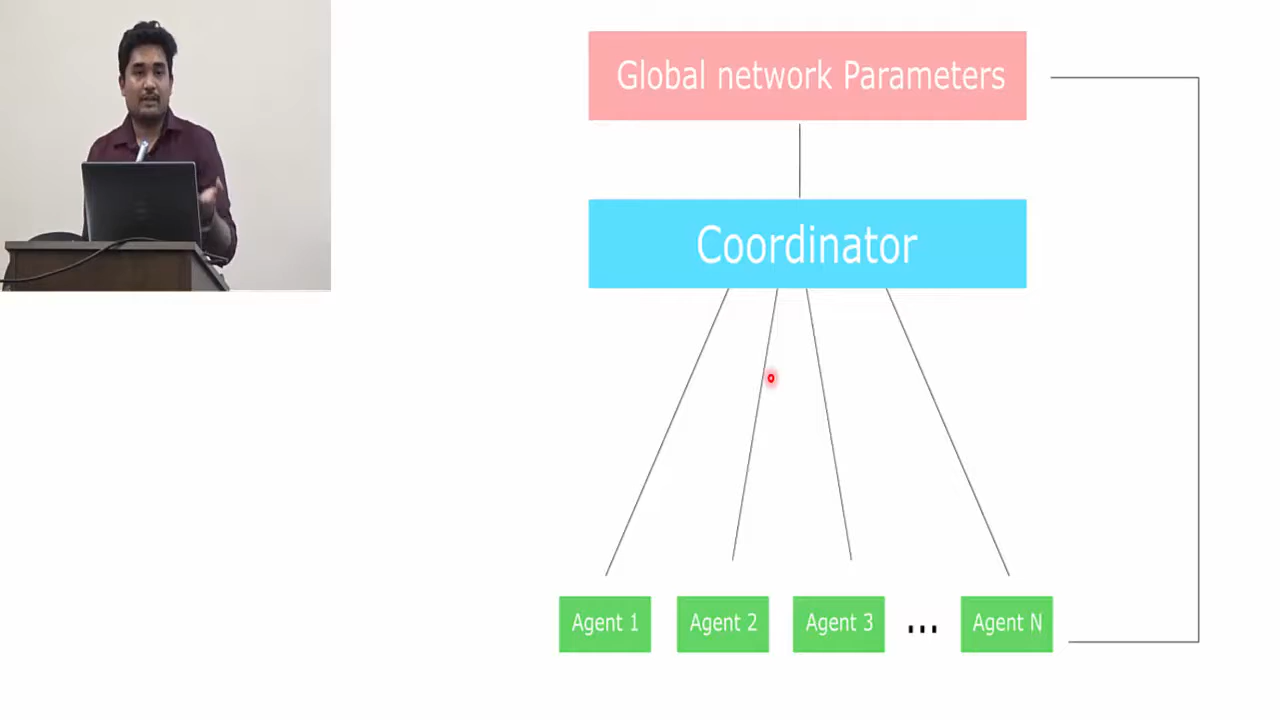 Global network Parameters
Coordinator
Agent 1
Agent 2
Agent 3
...
Agent N